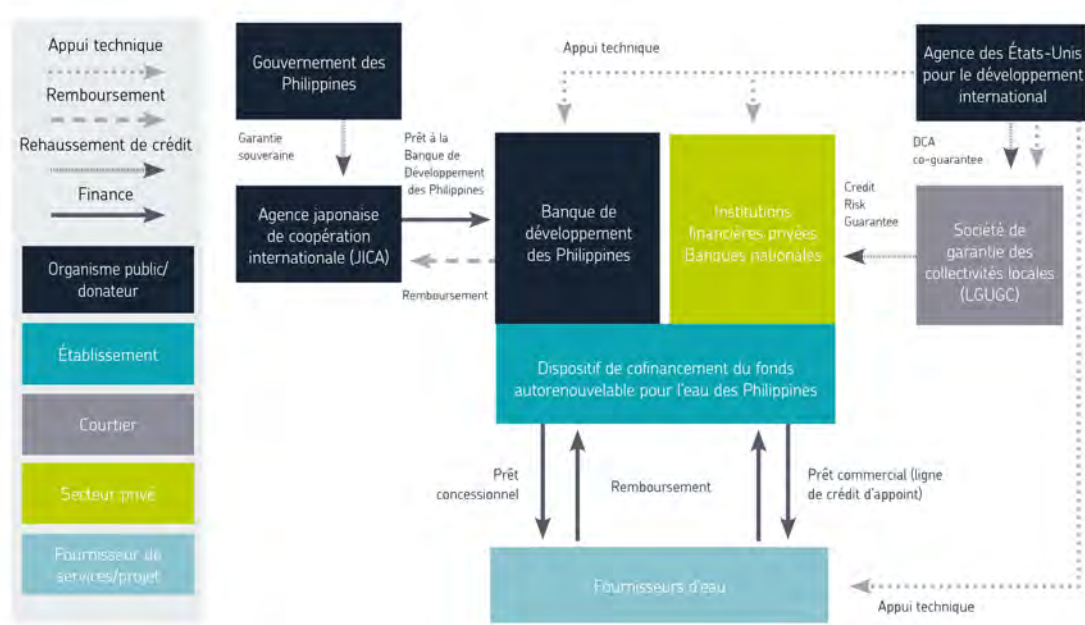 Appui technique
Remboursement
Rehaussement de crédit
Finance
Organisme public/
donateur
Établissement
Courtier
Secteur privé
Fournisseur de
services/projet
Gouvernement des
Philippines
Garantie
souveraine
Prêt à la
Banque de
Développement
des Philippines
Agence japonaise
de coopération
internationale (JICA)
Remboursement
Appui technique
Banque de
développement
des Philippines
Institutions
financières privées
Banques nationales
Agence des États-Unis
pour le développement
international
DCA
co-guarantee
Credit
Risk
Guarantee
Société de
garantie des
collectivités locales
(LGUGC)
Dispositif de cofinancement du fonds
autorenouvelable pour l'eau des Philippines
Prêt
concessionnel
Remboursement
Prêt commercial (ligne
de crédit d'appoint)
Fournisseurs d'eau
Appui technique